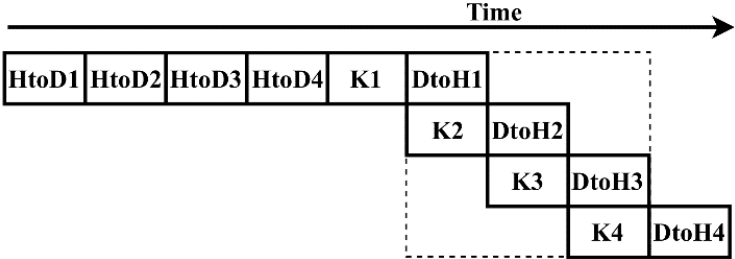 Time
HtoD1 HtoD2 HtoD3 HtoD4 K1 DtoH1
K2 DtoH2
K3 DtoH3
K4 DtoH4